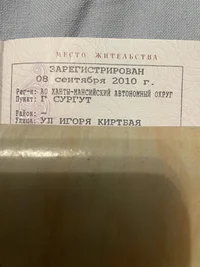 МЕСТО ЖИТЕЛЬСТВА
ЗАРЕГИСТРИРОВАН
08 сентября 2010 г.
Рег-н: АО ХАНТЫ-МАНСИЙСКИЙ АВТОНОМНЫЙ ОКРУГ
Пункт: Г СУРГУТ
Район: –
Улица: УЛ ИГОРЯ КИРТБАЯ